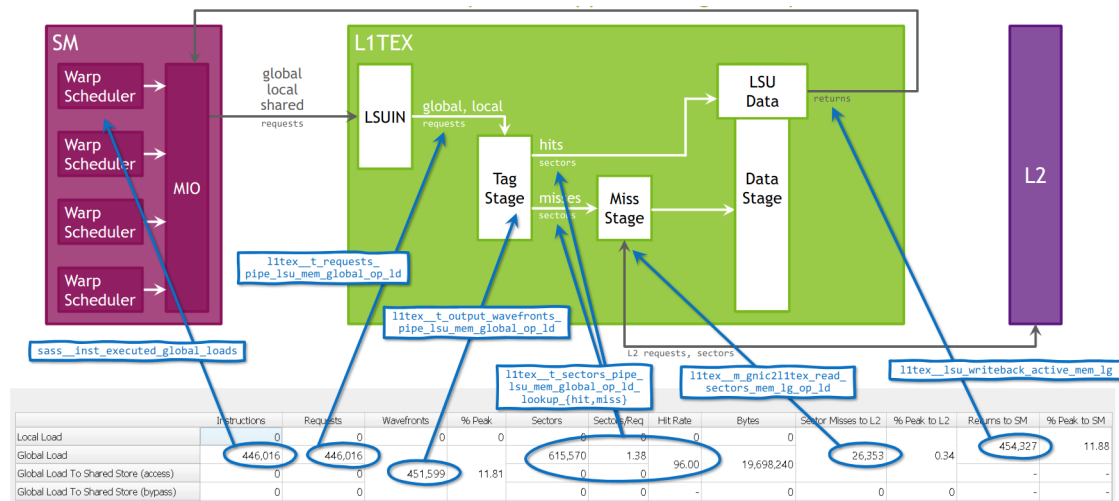 SM
L1TEX
L2
Warp
Scheduler
Warp
Scheduler
Warp
Scheduler
Warp
Scheduler
MIO
global
local
shared
requests
LSUIN
global, local
requests
Tag
Stage
hits
sectors
misses
sectors
Miss
Stage
LSU
Data
Data
Stage
returns
L2 requests, sectors
l1tex__t_requests_
pipe_lsu_mem_global_op_ld
l1tex__t_output_wavefronts_
pipe_lsu_mem_global_op_ld
sass__inst_executed_global_loads
l1tex__t_sectors_pipe_
lsu_mem_global_op_ld_
lookup_{hit,miss}
l1tex__m_gnic2l1tex_read_
sectors_mem_lg_op_ld
l1tex__lsu_writeback_active_mem_lg
Instructions Requests Wavefronts % Peak Sectors Sectors/Req Hit Rate Bytes Sector Misses to L2 % Peak to L2 Returns to SM % Peak to SM
Local Load 0 0 0 0 0 0 0 0
Global Load 446,016 446,016 451,599 11.81 615,570 1.38 96.00 19,698,240 26,353 0.34 454,327 11.88
Global Load To Shared Store (access) 0 0 0 0 - -
Global Load To Shared Store (bypass) 0 0 0 0 - 0 0 0 - -